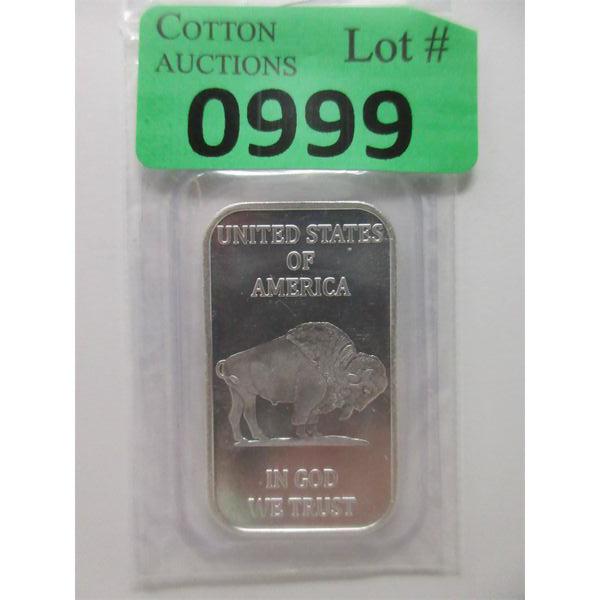 COTTON
AUCTIONS
Lot #
0999
UNITED STATES
OF
AMERICA
IN GOD
WE TRUST